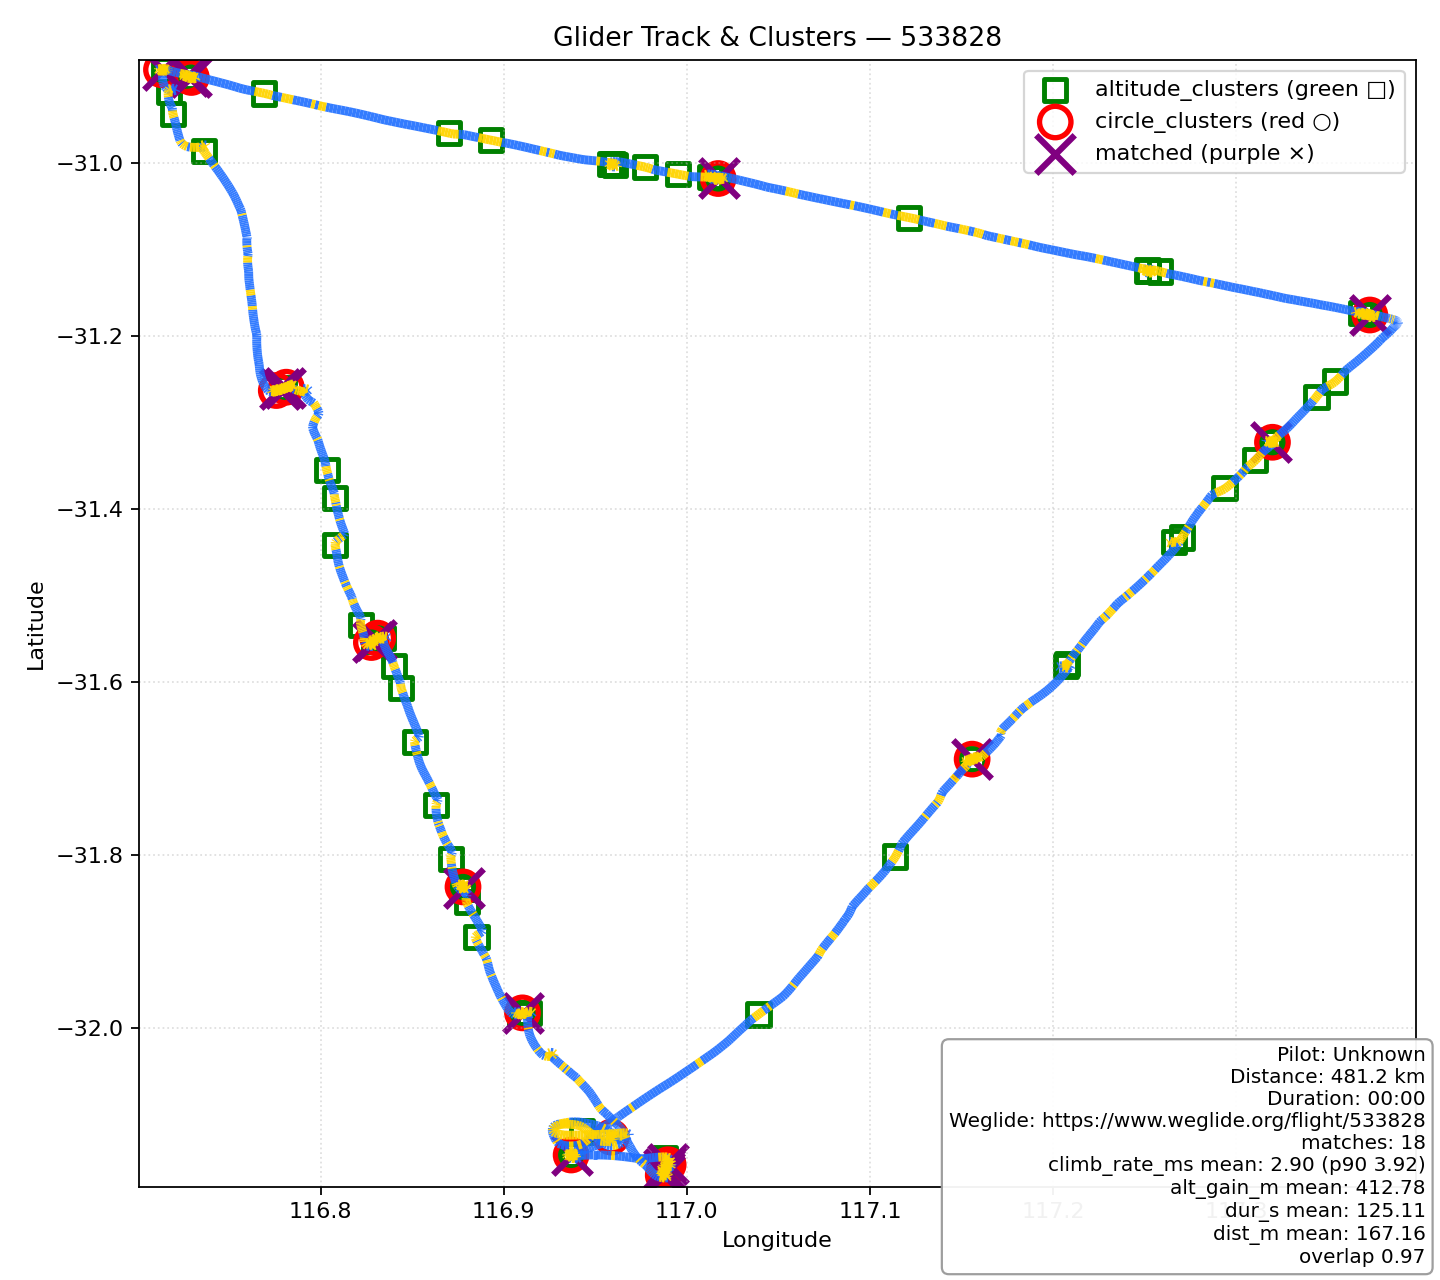 Glider Track & Clusters — 533828
altitude_clusters (green □)
circle_clusters (red ○)
matched (purple ×)
Latitude
−31.0
−31.2
−31.4
−31.6
−31.8
−32.0
116.8
116.9
117.0
117.1
117.2
Longitude
Pilot: Unknown
Distance: 481.2 km
Duration: 00:00
Weglide: https://www.weglide.org/flight/533828
matches: 18
climb_rate_ms mean: 2.90 (p90 3.92)
alt_gain_m mean: 412.78
dur_s mean: 125.11
dist_m mean: 167.16
overlap 0.97